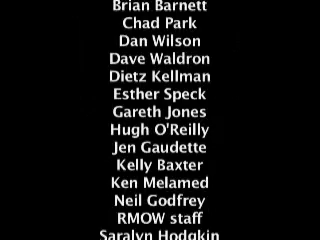 Brian Barnett
Chad Park
Dan Wilson
Dave Waldron
Dietz Kellman
Esther Speck
Gareth Jones
Hugh O'Reilly
Jen Gaudette
Kelly Baxter
Ken Melamed
Neil Godfrey
RMOW staff
Saralyn Hodgkin